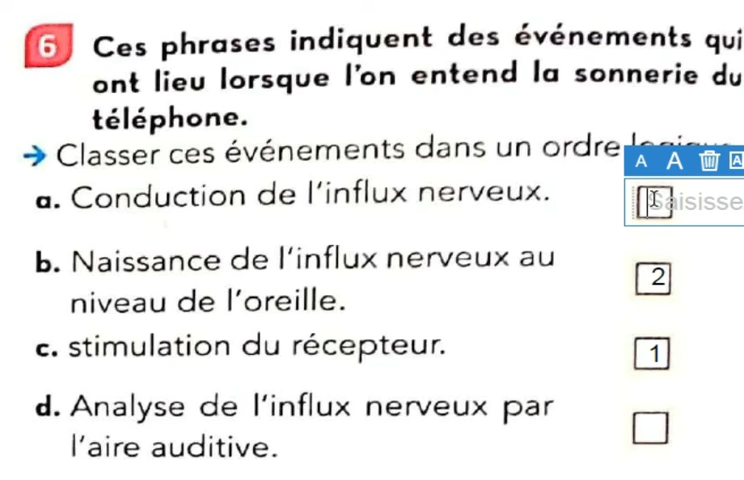 6 Ces phrases indiquent des événements qui
ont lieu lorsque l'on entend la sonnerie du
téléphone.
→ Classer ces événements dans un ordre
A A A
a. Conduction de l'influx nerveux. Saisisse
b. Naissance de l'influx nerveux au
niveau de l'oreille. 2
c. stimulation du récepteur. 1
d. Analyse de l'influx nerveux par
l'aire auditive.